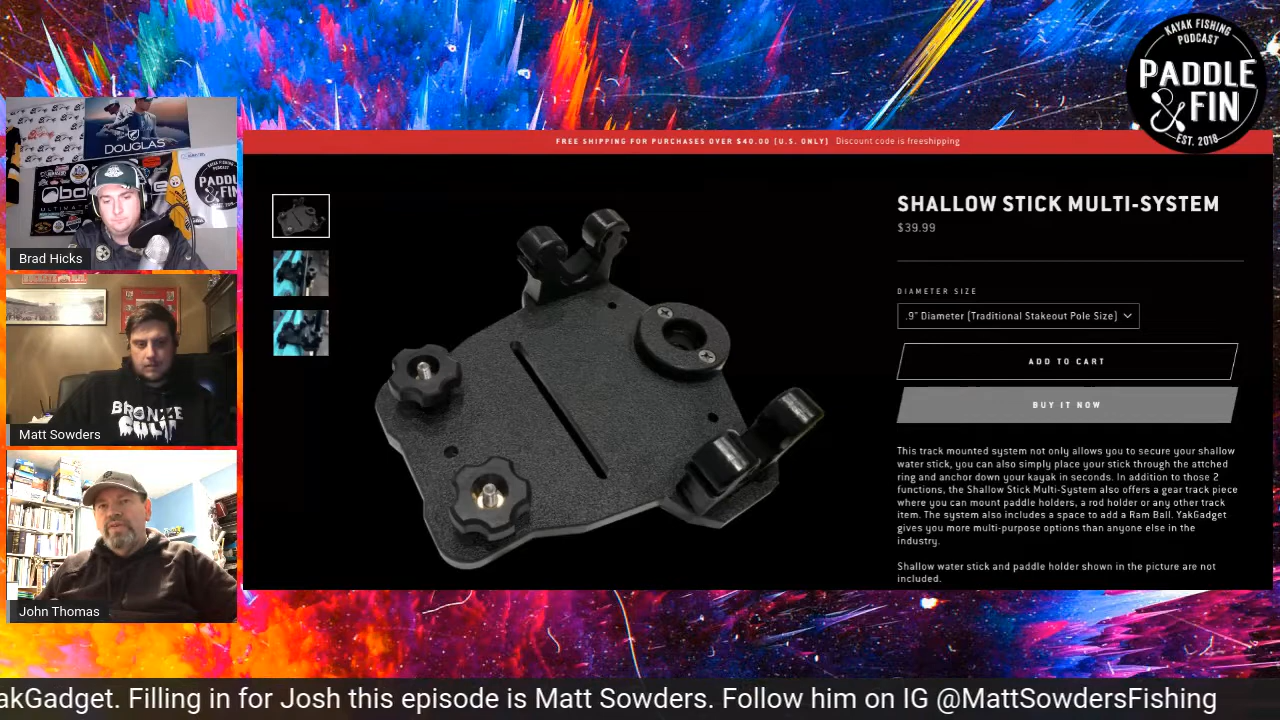 KAYAK FISHING
PODCAST
PADDLE
& FIN
EST. 2018
FREE SHIPPING FOR PURCHASES OVER $40.00 (U.S. ONLY) Discount code is freeshipping
DOUGLAS
PADDLE
& FIN
Brad Hicks
BRONZE
CULT
Matt Sowders
John Thomas
SHALLOW STICK MULTI-SYSTEM
$39.99
DIAMETER SIZE
.9" Diameter (Traditional Stakeout Pole Size)
ADD TO CART
BUY IT NOW
This track mounted system not only allows you to secure your shallow
water stick, you can also simply place your stick through the attched
ring and anchor down your kayak in seconds. In addition to those 2
functions, the Shallow Stick Multi-System also offers a gear track piece
where you can mount paddle holders, a rod holder or any other track
item. The system also includes a space to add a Ram Ball. YakGadget
gives you more multi-purpose options than anyone else in the
industry.
Shallow water stick and paddle holder shown in the picture are not
included.
akGadget. Filling in for Josh this episode is Matt Sowders. Follow him on IG @MattSowdersFishing